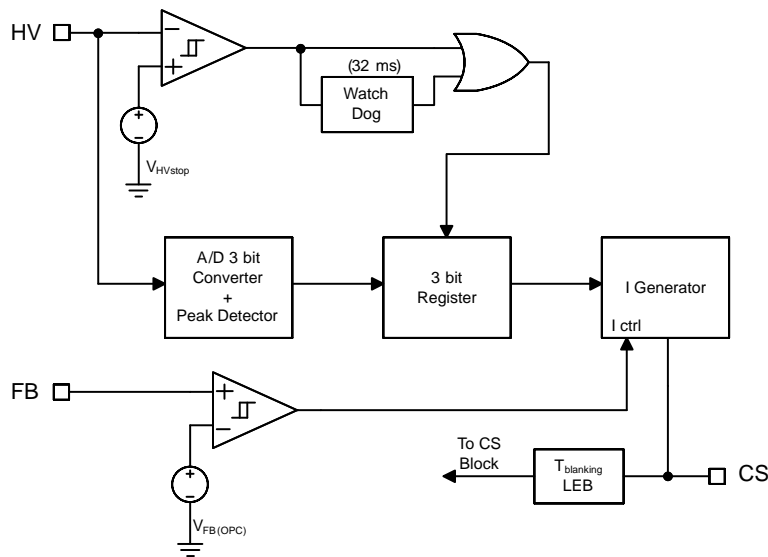 HV
(32 ms)
Watch
Dog
VHVstop
A/D 3 bit
Converter
+
Peak Detector
3 bit
Register
I Generator
I ctrl
FB
VFB(OPC)
To CS
Block
Tblanking
LEB
CS